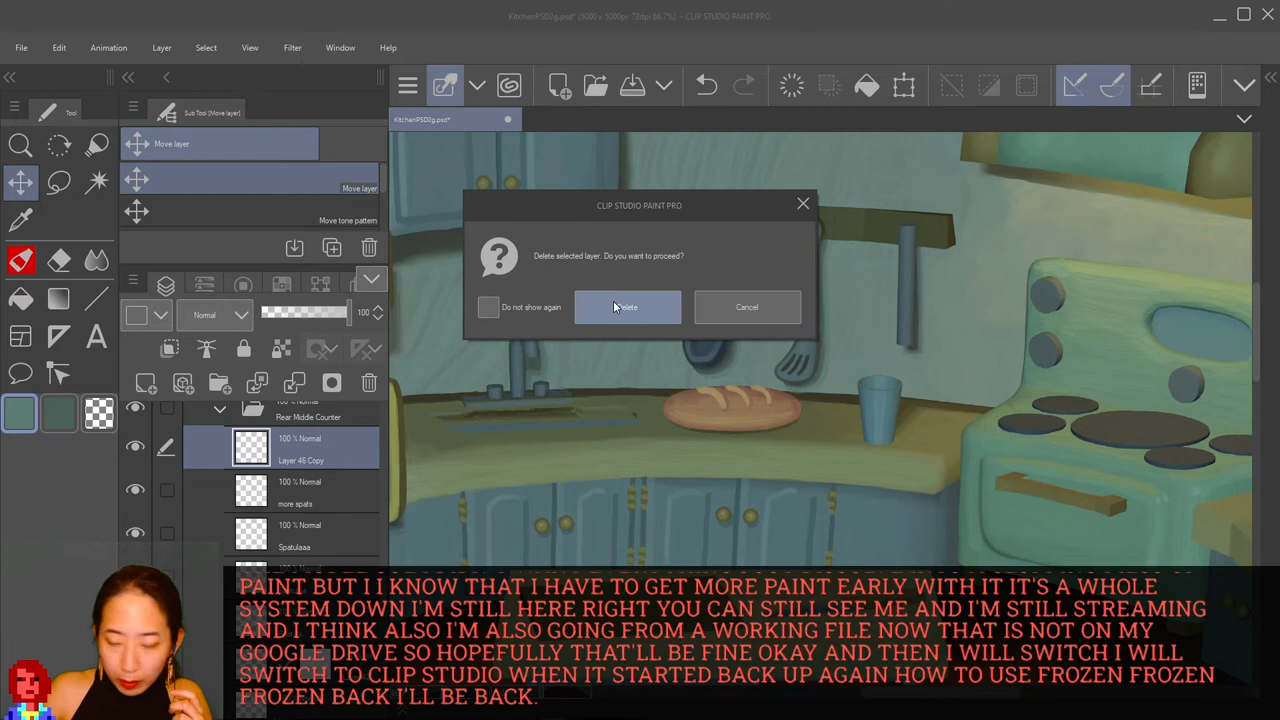 KitchenPSD2g.psd* (5000 x 5000px 72dpi 66.7%) - CLIP STUDIO PAINT PRO
File Edit Animation Layer Select View Filter Window Help
Tool
Sub Tool [Move layer]
KitchenPSD2g.psd*
Move layer
Move layer
Move tone pattern
CLIP STUDIO PAINT PRO
Delete selected layer. Do you want to proceed?
Do not show again
Delete
Cancel
Normal
100
Rear Middle Counter
100 % Normal
Layer 46 Copy
100 % Normal
more spats
100 % Normal
Spatulaaa
PAINT BUT I I KNOW THAT I HAVE TO GET MORE PAINT EARLY WITH IT IT'S A WHOLE
SYSTEM DOWN I'M STILL HERE RIGHT YOU CAN STILL SEE ME AND I'M STILL STREAMING
AND I THINK ALSO I'M ALSO GOING FROM A WORKING FILE NOW THAT IS NOT ON MY
GOOGLE DRIVE SO HOPEFULLY THAT'LL BE FINE OKAY AND THEN I WILL SWITCH I WILL
SWITCH TO CLIP STUDIO WHEN IT STARTED BACK UP AGAIN HOW TO USE FROZEN FROZEN
FROZEN BACK I'LL BE BACK.